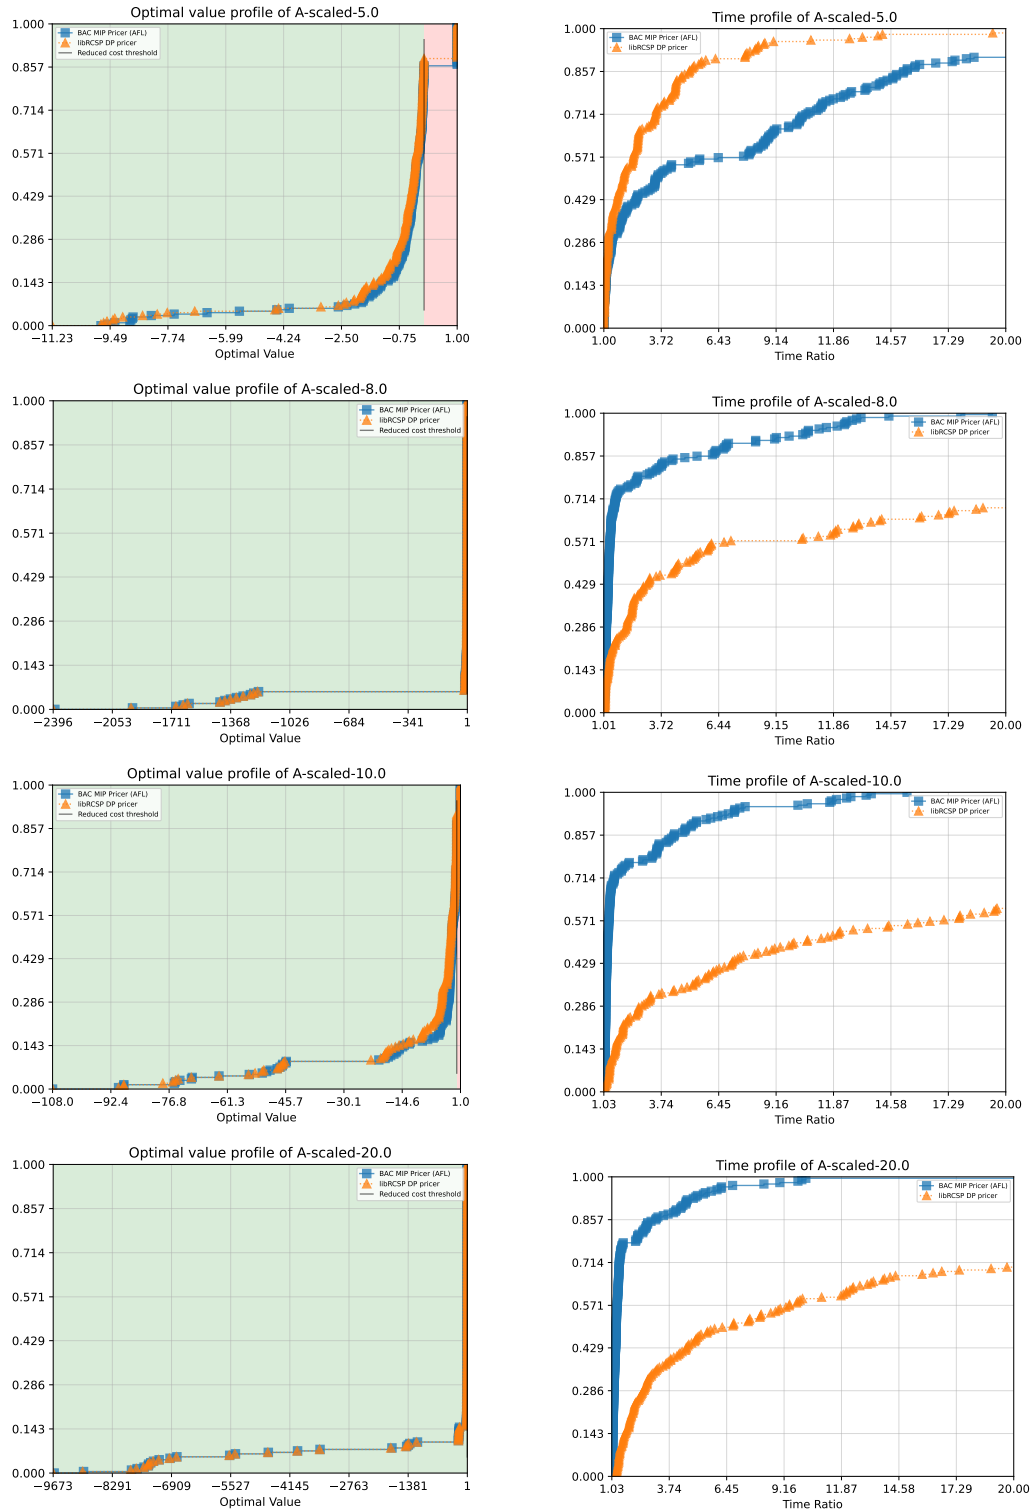 Optimal value profile of A-scaled-5.0
BAC MIP Pricer (AFL)
libRCSP DP pricer
Reduced cost threshold
1.000
0.857
0.714
0.571
0.429
0.286
0.143
0.000
−11.23 −9.49 −7.74 −5.99 −4.24 −2.50 −0.75 1.00
Optimal Value
Time profile of A-scaled-5.0
BAC MIP Pricer (AFL)
libRCSP DP pricer
1.000
0.857
0.714
0.571
0.429
0.286
0.143
0.000
1.00 3.72 6.43 9.14 11.86 14.57 17.29 20.00
Time Ratio
Optimal value profile of A-scaled-8.0
BAC MIP Pricer (AFL)
libRCSP DP pricer
Reduced cost threshold
1.000
0.857
0.714
0.571
0.429
0.286
0.143
0.000
−2396 −2053 −1711 −1368 −1026 −684 −341 1
Optimal Value
Time profile of A-scaled-8.0
BAC MIP Pricer (AFL)
libRCSP DP pricer
1.000
0.857
0.714
0.571
0.429
0.286
0.143
0.000
1.01 3.72 6.44 9.15 11.86 14.57 17.29 20.00
Time Ratio
Optimal value profile of A-scaled-10.0
BAC MIP Pricer (AFL)
libRCSP DP pricer
Reduced cost threshold
1.000
0.857
0.714
0.571
0.429
0.286
0.143
0.000
−108.0 −92.4 −76.8 −61.3 −45.7 −30.1 −14.6 1.0
Optimal Value
Time profile of A-scaled-10.0
BAC MIP Pricer (AFL)
libRCSP DP pricer
1.000
0.857
0.714
0.571
0.429
0.286
0.143
0.000
1.03 3.74 6.45 9.16 11.87 14.58 17.29 20.00
Time Ratio
Optimal value profile of A-scaled-20.0
BAC MIP Pricer (AFL)
libRCSP DP pricer
Reduced cost threshold
1.000
0.857
0.714
0.571
0.429
0.286
0.143
0.000
−9673 −8291 −6909 −5527 −4145 −2763 −1381 1
Optimal Value
Time profile of A-scaled-20.0
BAC MIP Pricer (AFL)
libRCSP DP pricer
1.000
0.857
0.714
0.571
0.429
0.286
0.143
0.000
1.03 3.74 6.45 9.16 11.87 14.58 17.29 20.00
Time Ratio